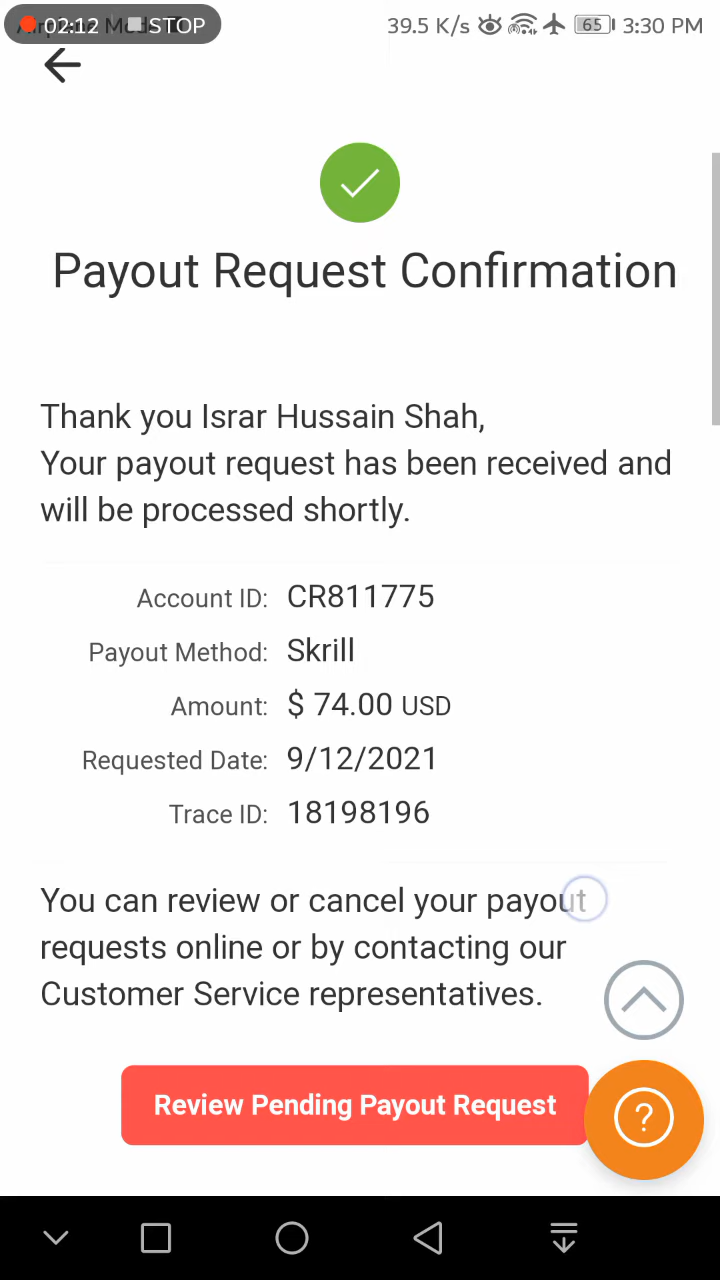 02:12 STOP
39.5 K/s 65 3:30 PM
Payout Request Confirmation
Thank you Israr Hussain Shah,
Your payout request has been received and
will be processed shortly.
Account ID: CR811775
Payout Method: Skrill
Amount: $ 74.00 USD
Requested Date: 9/12/2021
Trace ID: 18198196
You can review or cancel your payout
requests online or by contacting our
Customer Service representatives.
Review Pending Payout Request
?